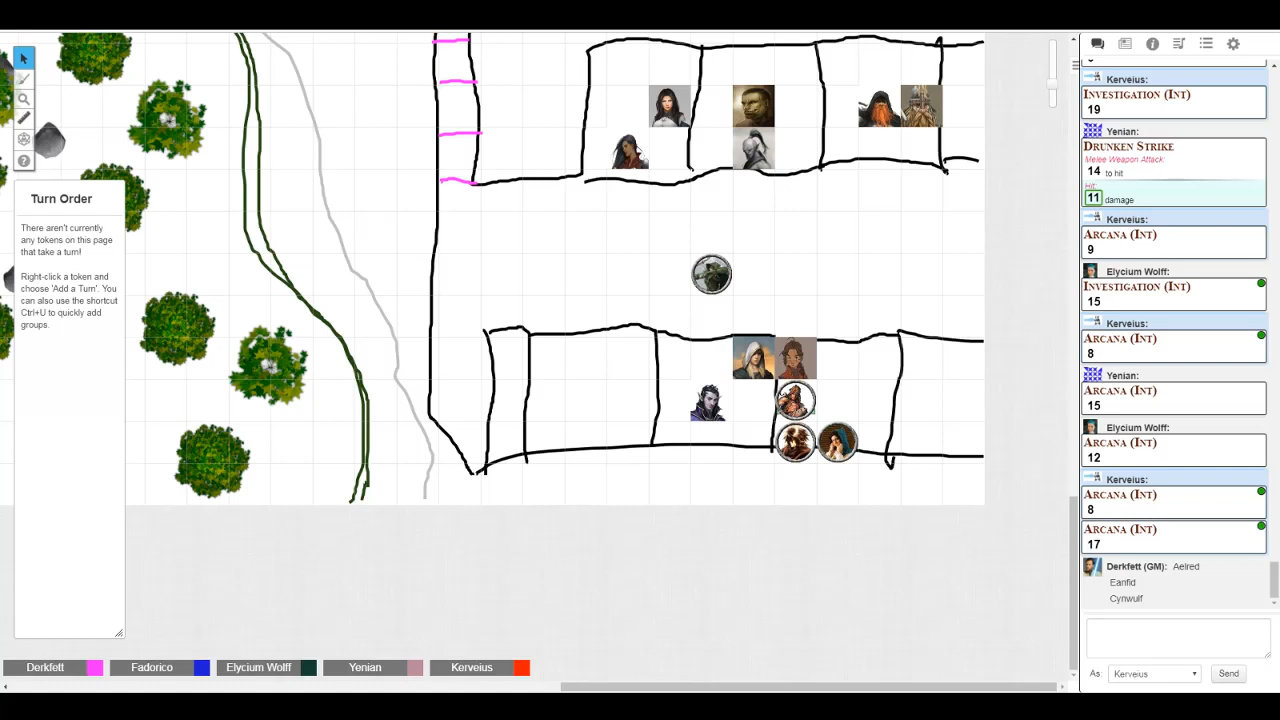 Turn Order
There aren't currently
any tokens on this page
that take a turn!
Right-click a token and
choose 'Add a Turn'. You
can also use the shortcut
Ctrl+U to quickly add
groups.
Derkfett
Fadorico
Elycium Wolff
Yenian
Kerveius
Kerveius:
Investigation (Int)
19
Yenian:
Drunken Strike
Melee Weapon Attack:
14 to hit
Hit:
11 damage
Kerveius:
Arcana (Int)
9
Elycium Wolff:
Investigation (Int)
15
Kerveius:
Arcana (Int)
8
Yenian:
Arcana (Int)
15
Elycium Wolff:
Arcana (Int)
12
Kerveius:
Arcana (Int)
8
Arcana (Int)
17
Derkfett (GM): Aelred
Eanfid
Cynwulf
As: Kerveius
Send